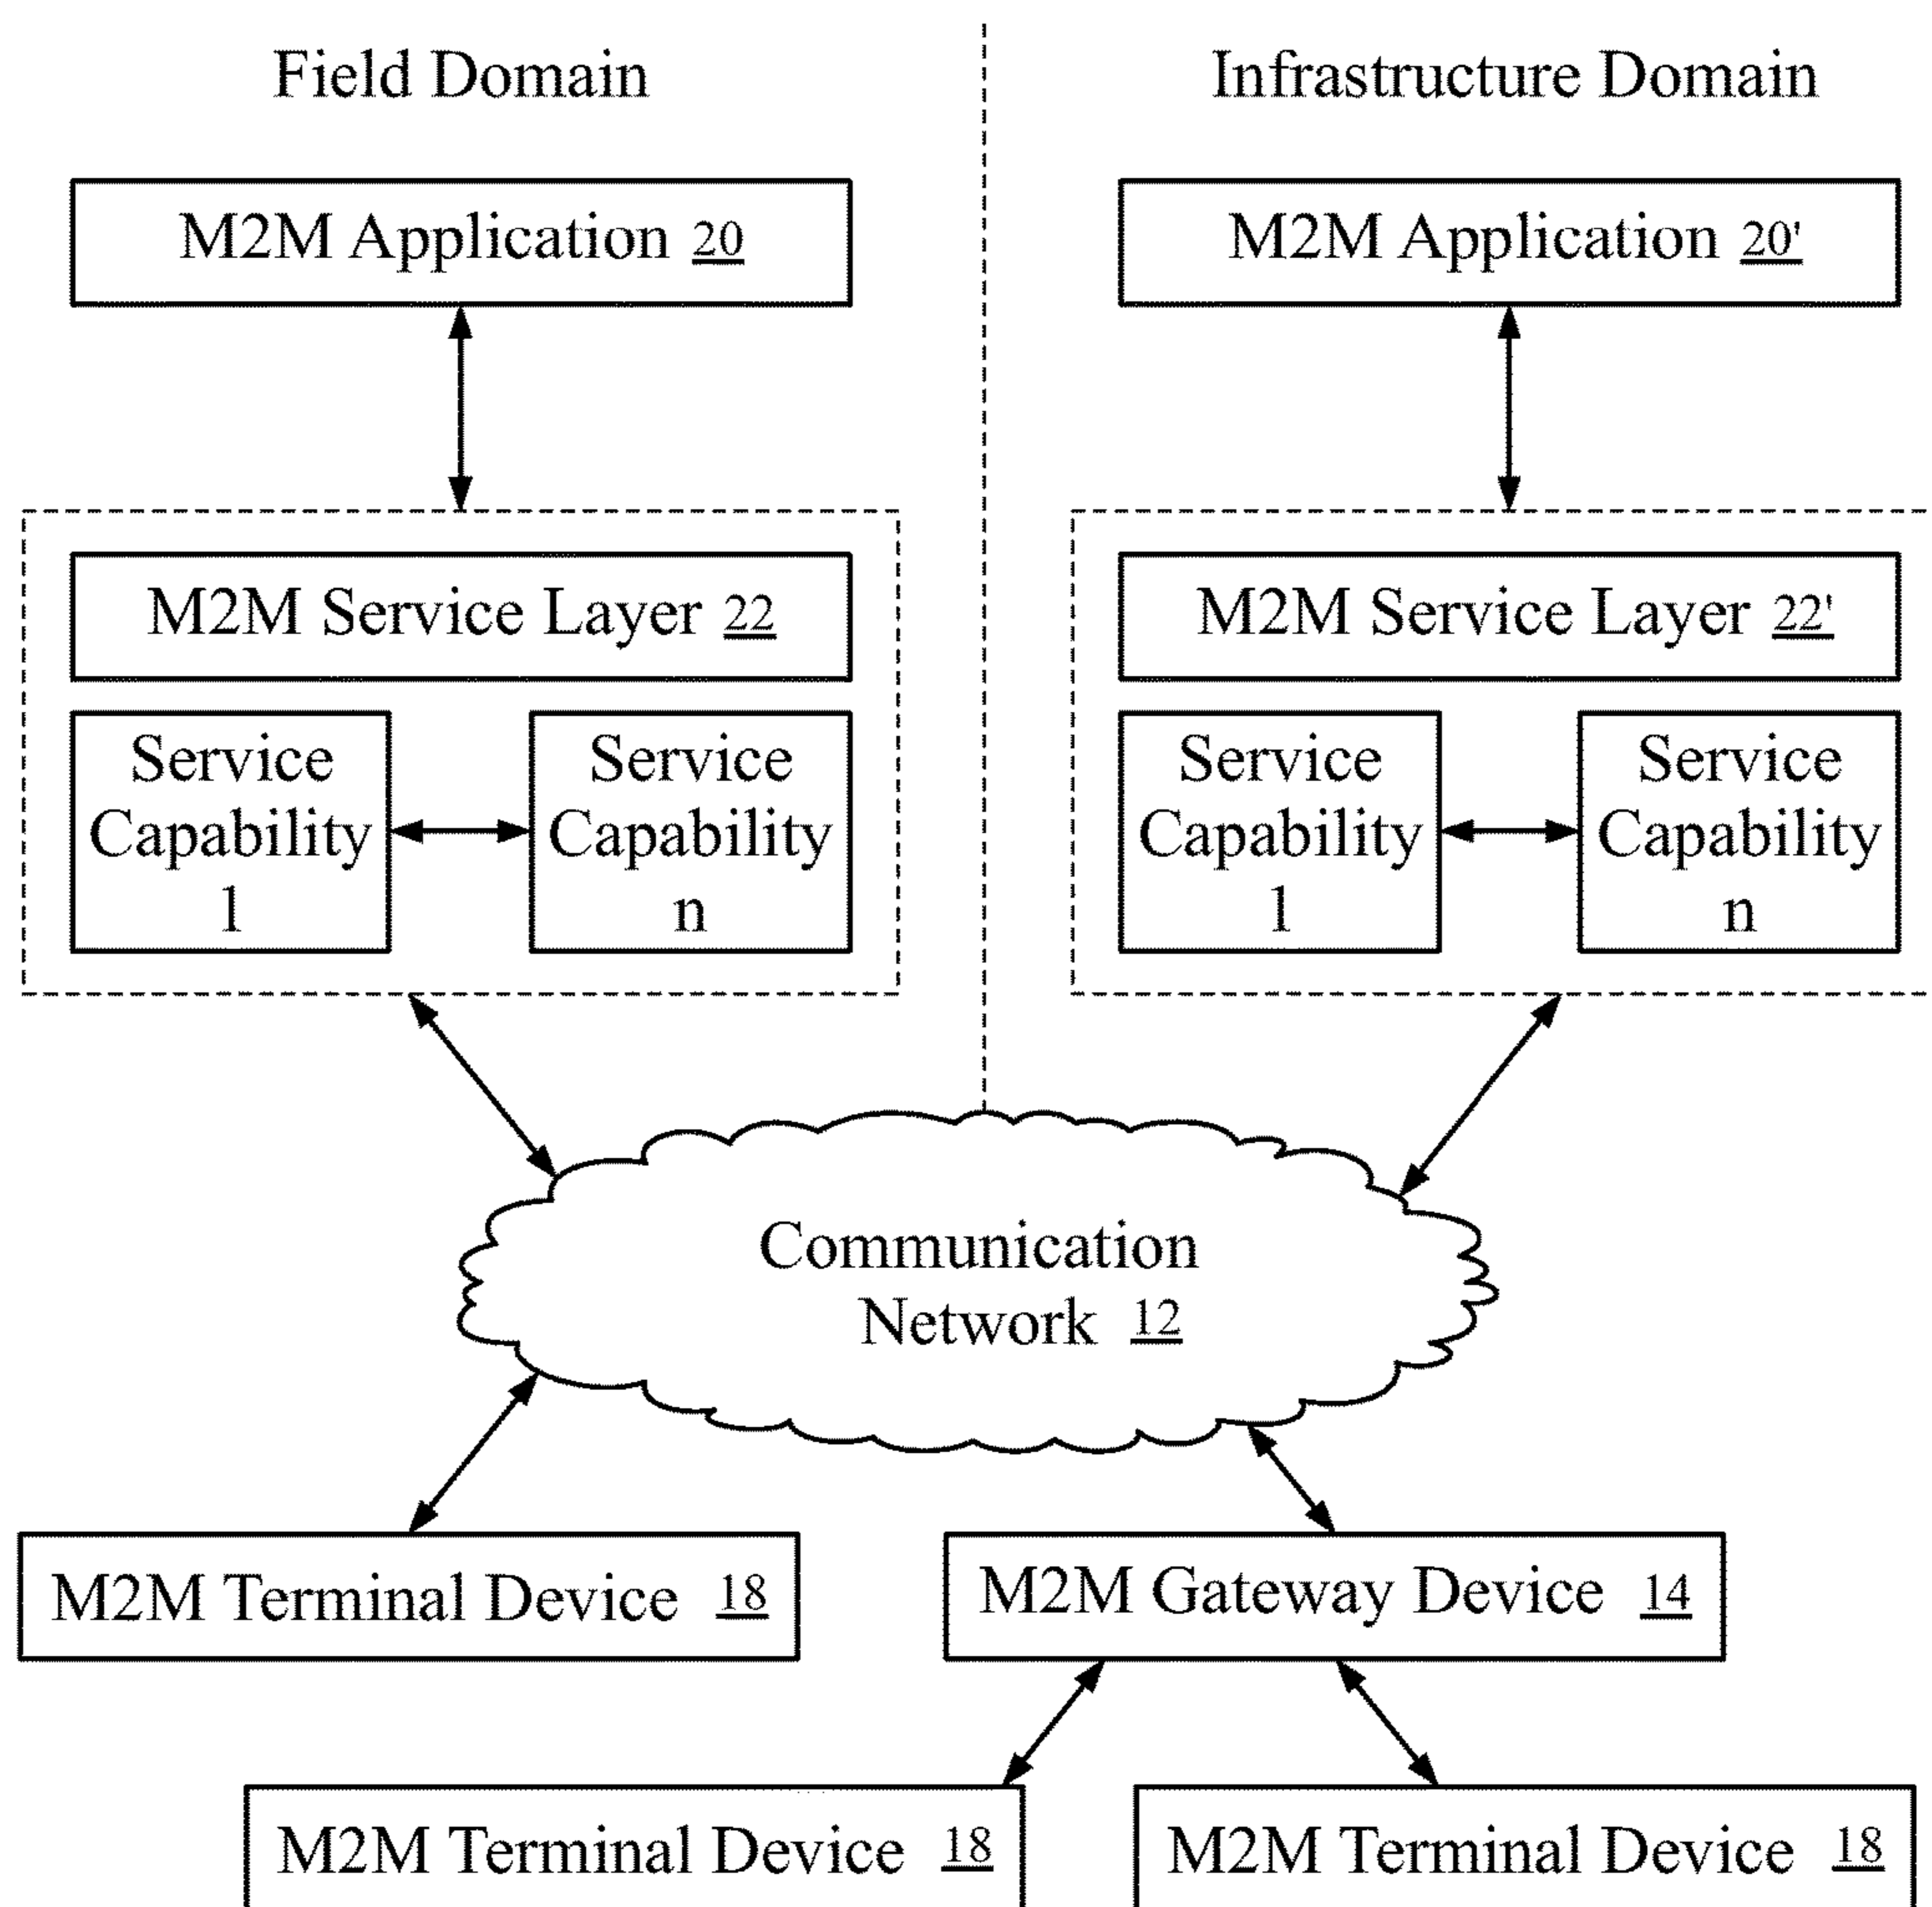 Field Domain
Infrastructure Domain
M2M Application 20
M2M Application 20'
M2M Service Layer 22
M2M Service Layer 22'
Service
Capability
1
Service
Capability
n
Service
Capability
1
Service
Capability
n
Communication
Network 12
M2M Terminal Device 18
M2M Gateway Device 14
M2M Terminal Device 18
M2M Terminal Device 18